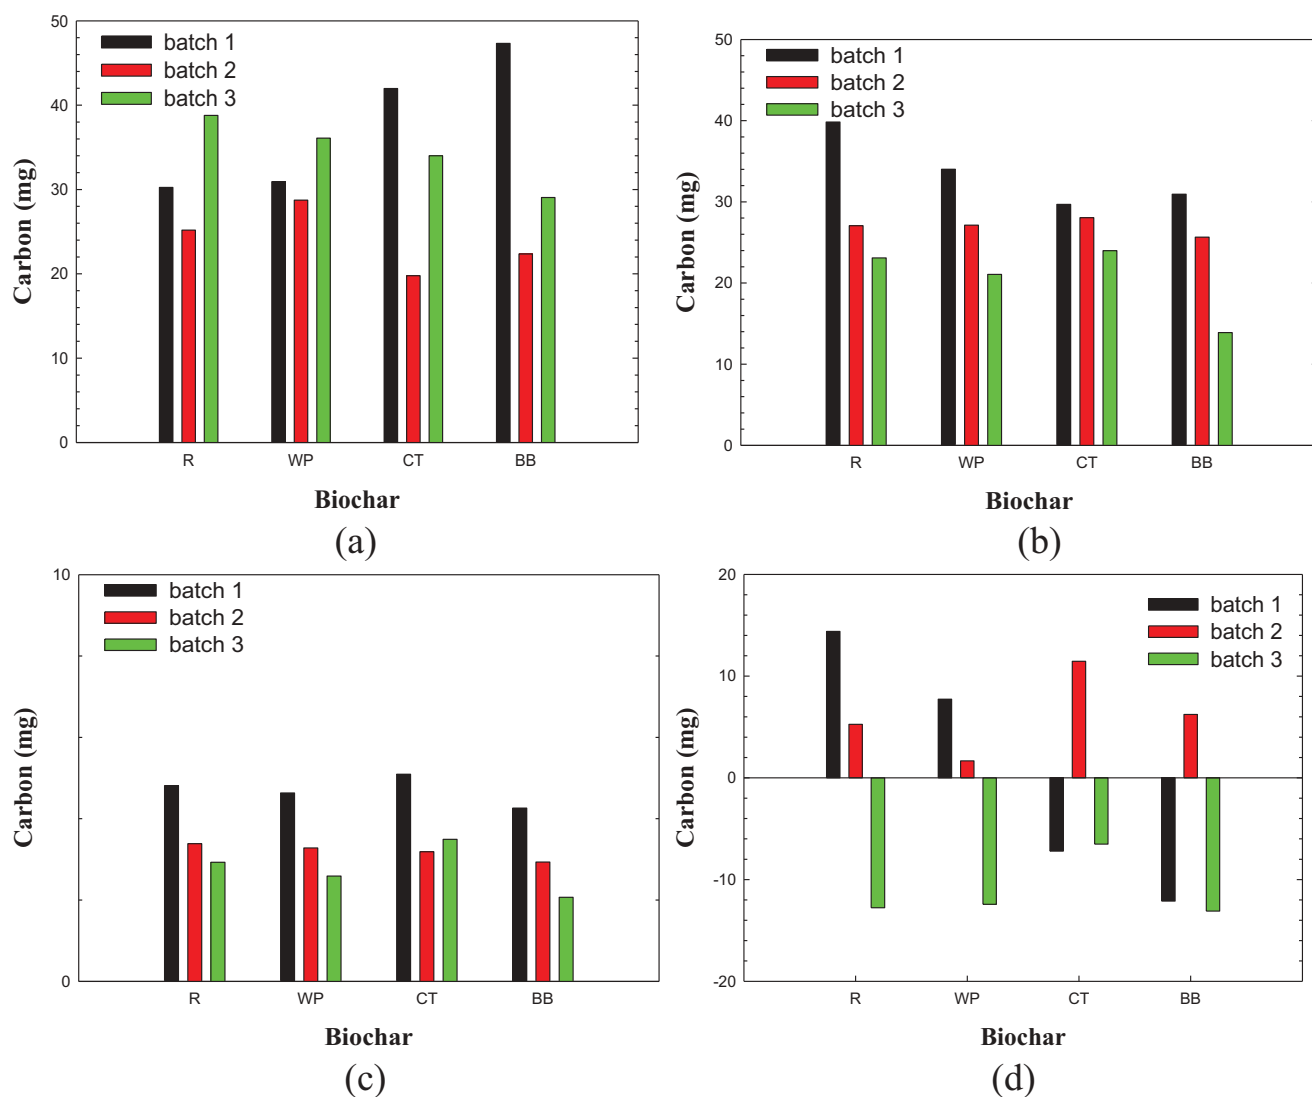 50
40
30
20
10
0
Carbon (mg)
batch 1
batch 2
batch 3
R WP CT BB
Biochar
(a)
50
40
30
20
10
0
Carbon (mg)
batch 1
batch 2
batch 3
R WP CT BB
Biochar
(b)
10
0
Carbon (mg)
batch 1
batch 2
batch 3
R WP CT BB
Biochar
(c)
20
10
0
-10
-20
Carbon (mg)
batch 1
batch 2
batch 3
R WP CT BB
Biochar
(d)